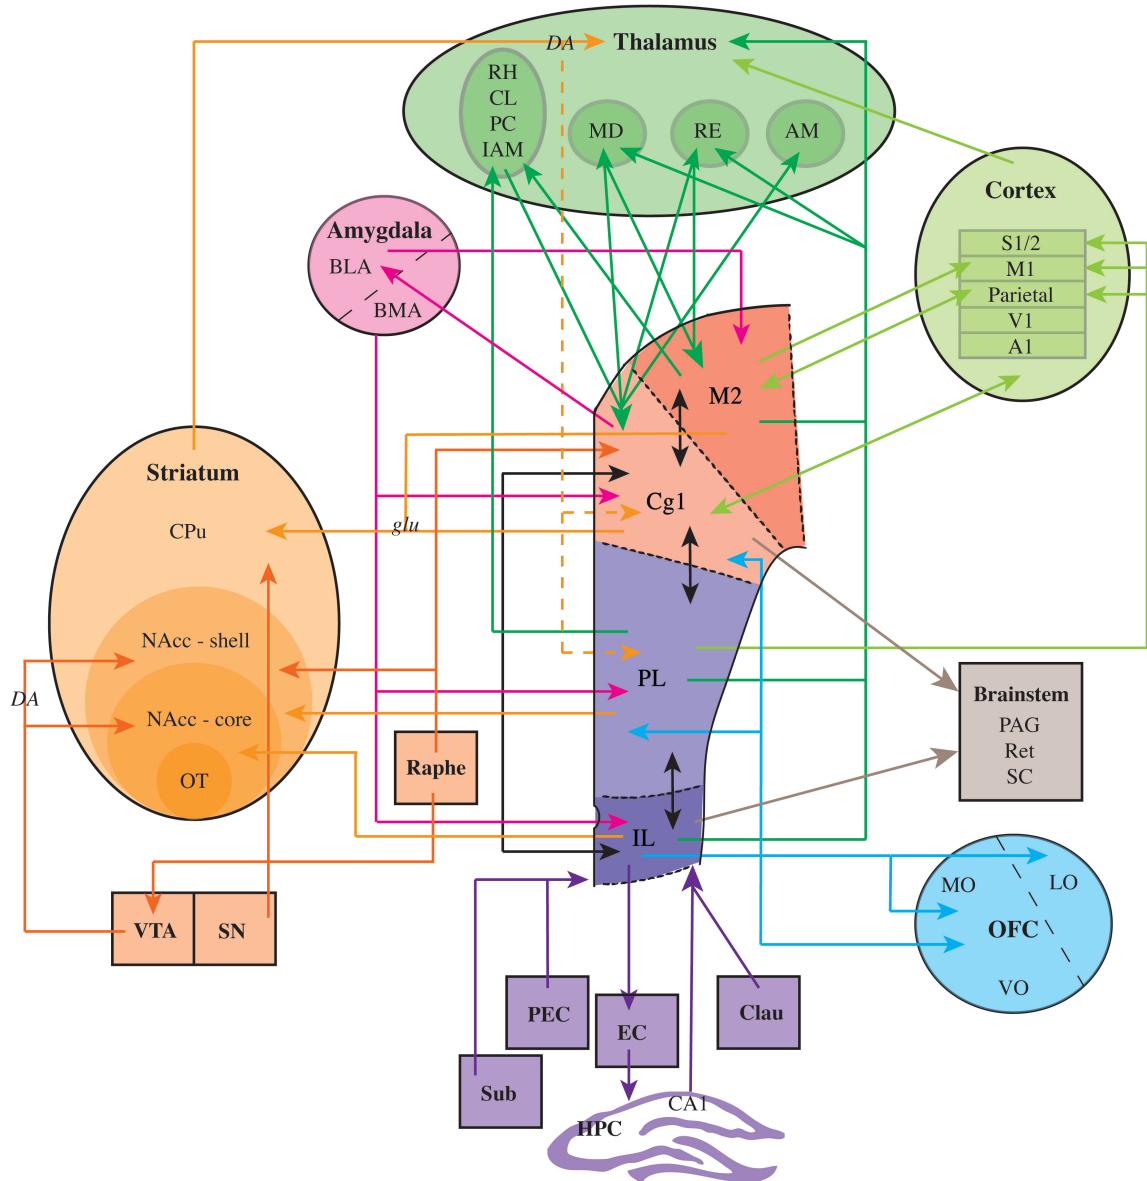 DA
Thalamus
RH
CL
PC
IAM
MD
RE
AM
Cortex
S1/2
M1
Parietal
V1
A1
Amygdala
BLA
BMA
M2
Striatum
CPu
glu
Cg1
NAcc - shell
DA
NAcc - core
OT
PL
Raphe
Brainstem
PAG
Ret
SC
IL
MO
LO
OFC
VO
VTA
SN
PEC
EC
Clau
Sub
CA1
HPC